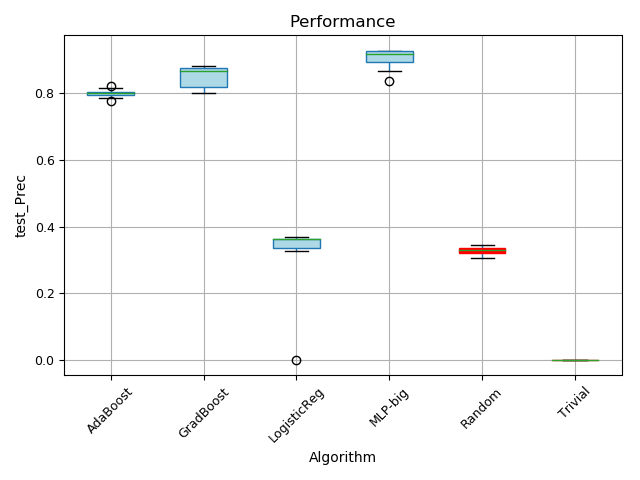 Performance
test_Prec
0.8
0.6
0.4
0.2
0.0
AdaBoost
GradBoost
LogisticReg
MLP-big
Random
Trivial
Algorithm